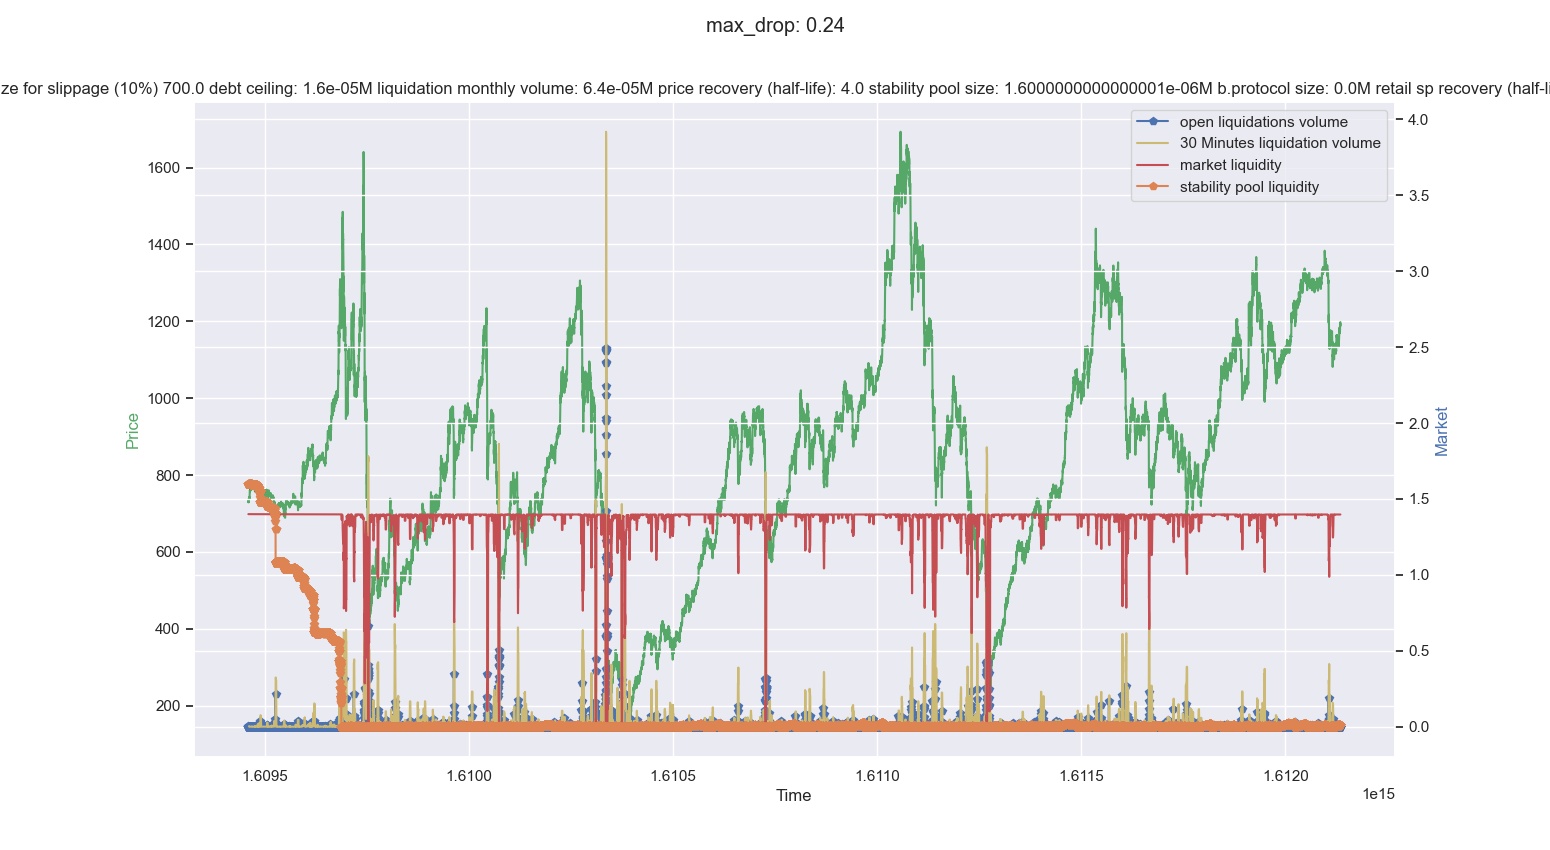 max_drop: 0.24
ze for slippage (10%) 700.0 debt ceiling: 1.6e-05M liquidation monthly volume: 6.4e-05M price recovery (half-life): 4.0 stability pool size: 1.6000000000000001e-06M b.protocol size: 0.0M retail sp recovery (half-li
open liquidations volume
30 Minutes liquidation volume
market liquidity
stability pool liquidity
Price
1600
1400
1200
1000
800
600
400
200
4.0
3.5
3.0
2.5
2.0
1.5
1.0
0.5
0.0
Market
1.6095
1.6100
1.6105
1.6110
1.6115
1.6120
1e15
Time